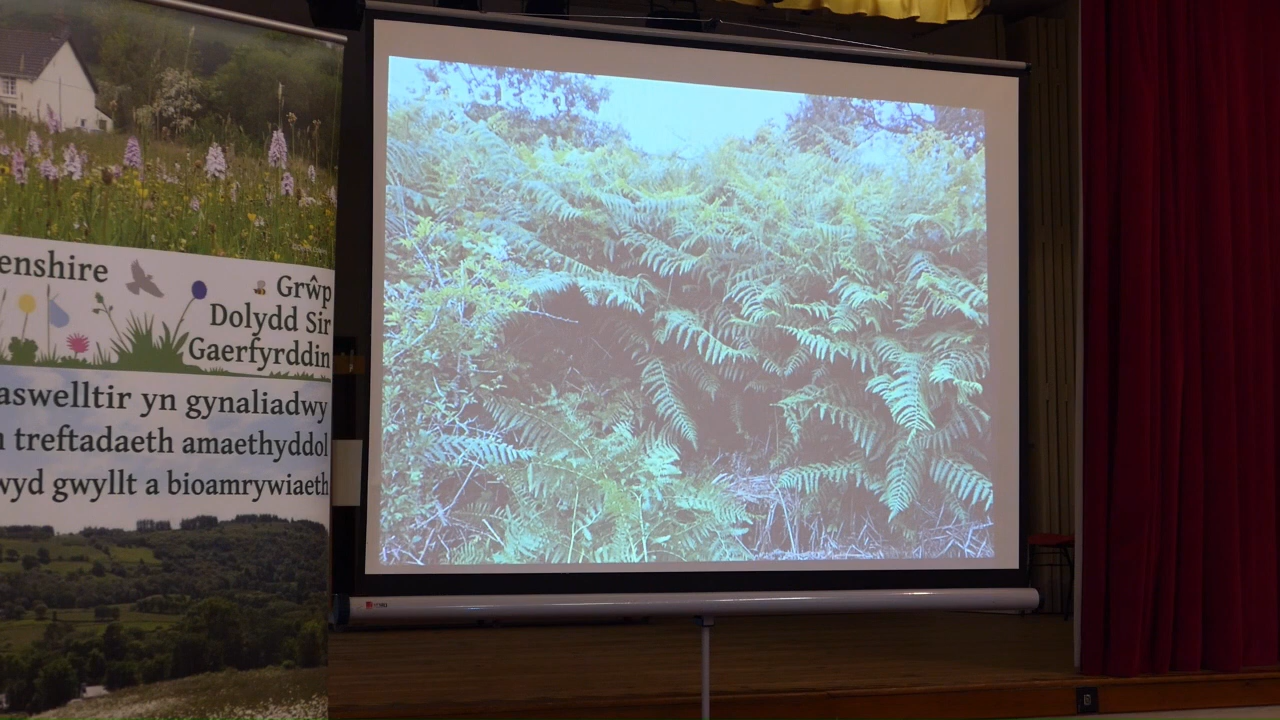 enshire
Grŵp
Dolydd Sir
Gaerfyrddin
aswelltir yn gynaliadwy
treftadaeth amaethyddol
wyd gwyllt a bioamrywiaeth